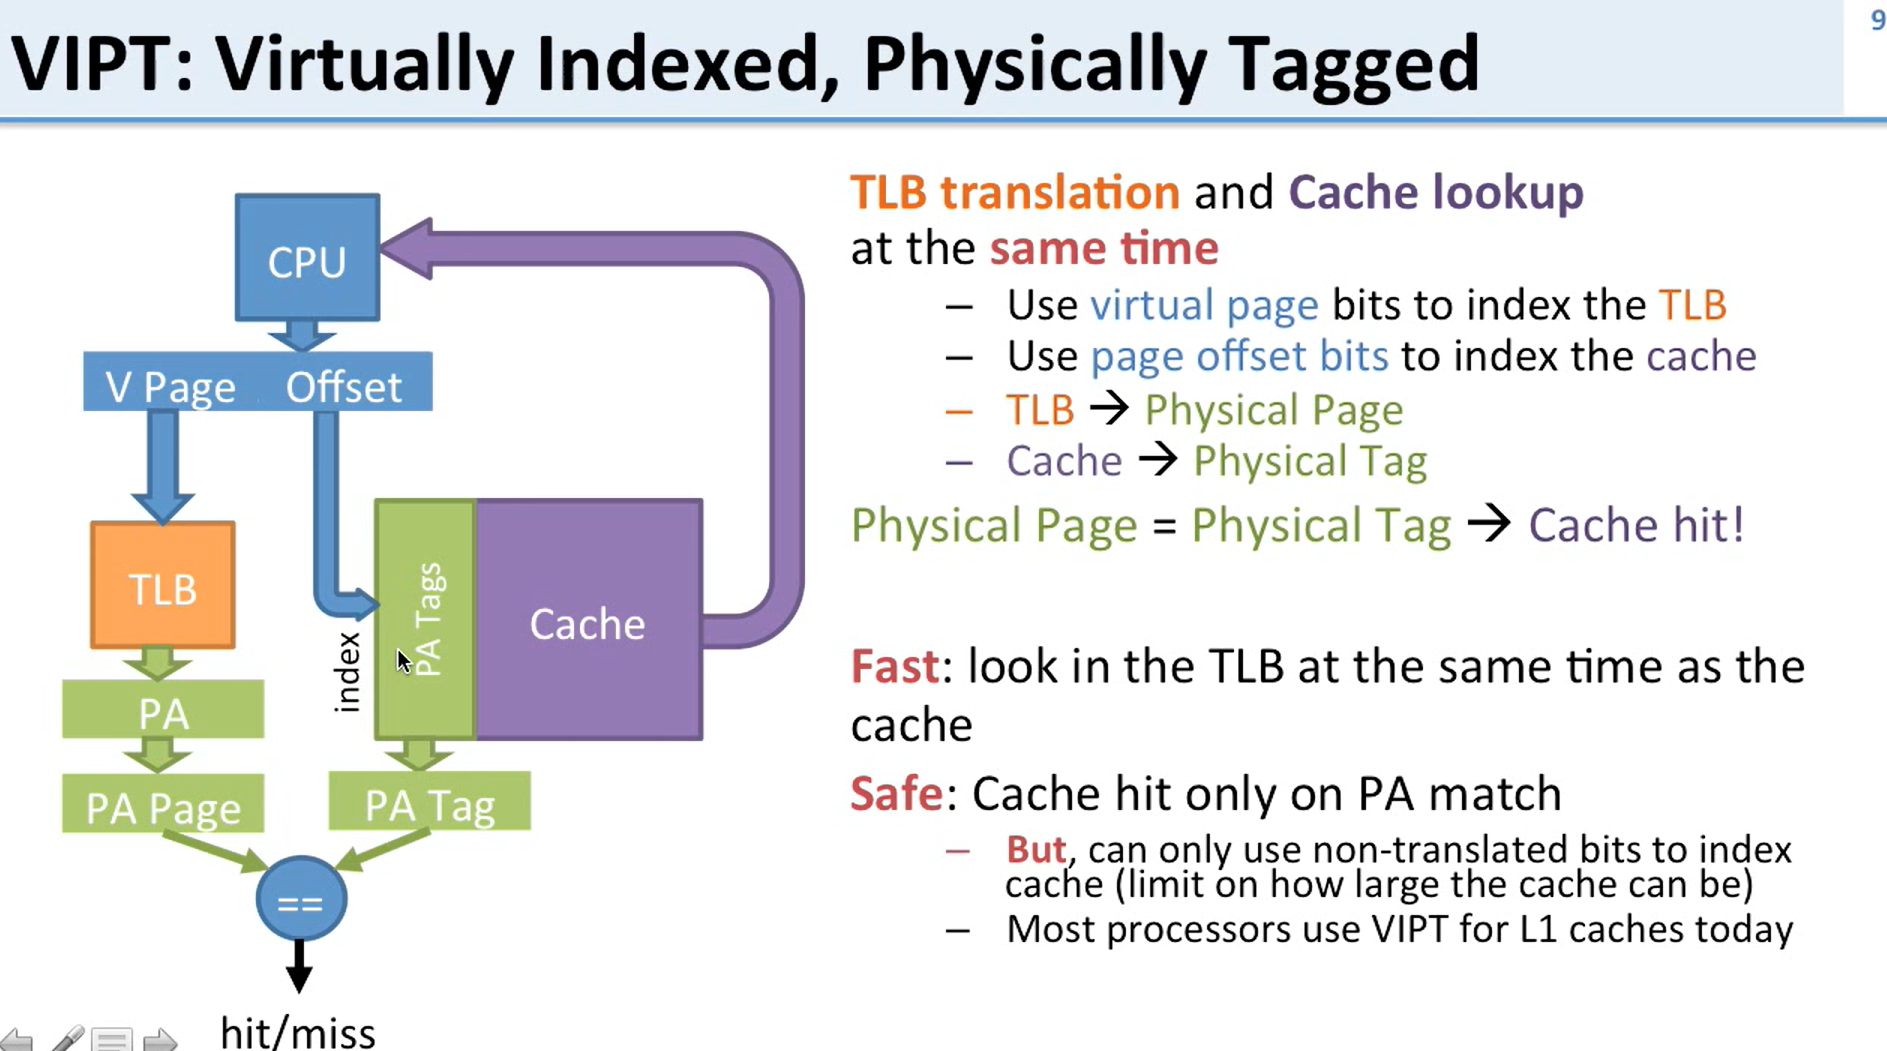 9
VIPT: Virtually Indexed, Physically Tagged
CPU
V Page Offset
TLB
index
PA Tags
Cache
PA
PA Page
PA Tag
==
hit/miss
TLB translation and Cache lookup
at the same time
– Use virtual page bits to index the TLB
– Use page offset bits to index the cache
– TLB → Physical Page
– Cache → Physical Tag
Physical Page = Physical Tag → Cache hit!
Fast: look in the TLB at the same time as the
cache
Safe: Cache hit only on PA match
– But, can only use non-translated bits to index
cache (limit on how large the cache can be)
– Most processors use VIPT for L1 caches today